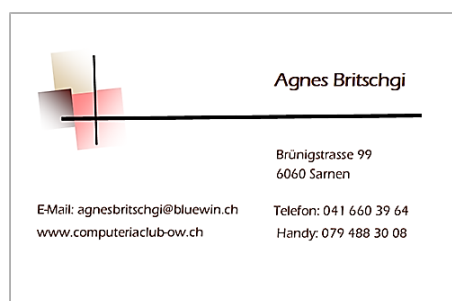 Agnes Britschgi
Brünigstrasse 99
6060 Sarnen
E-Mail: agnesbritschgi@bluewin.ch
www.computeriaclub-ow.ch
Telefon: 041 660 39 64
Handy: 079 488 30 08